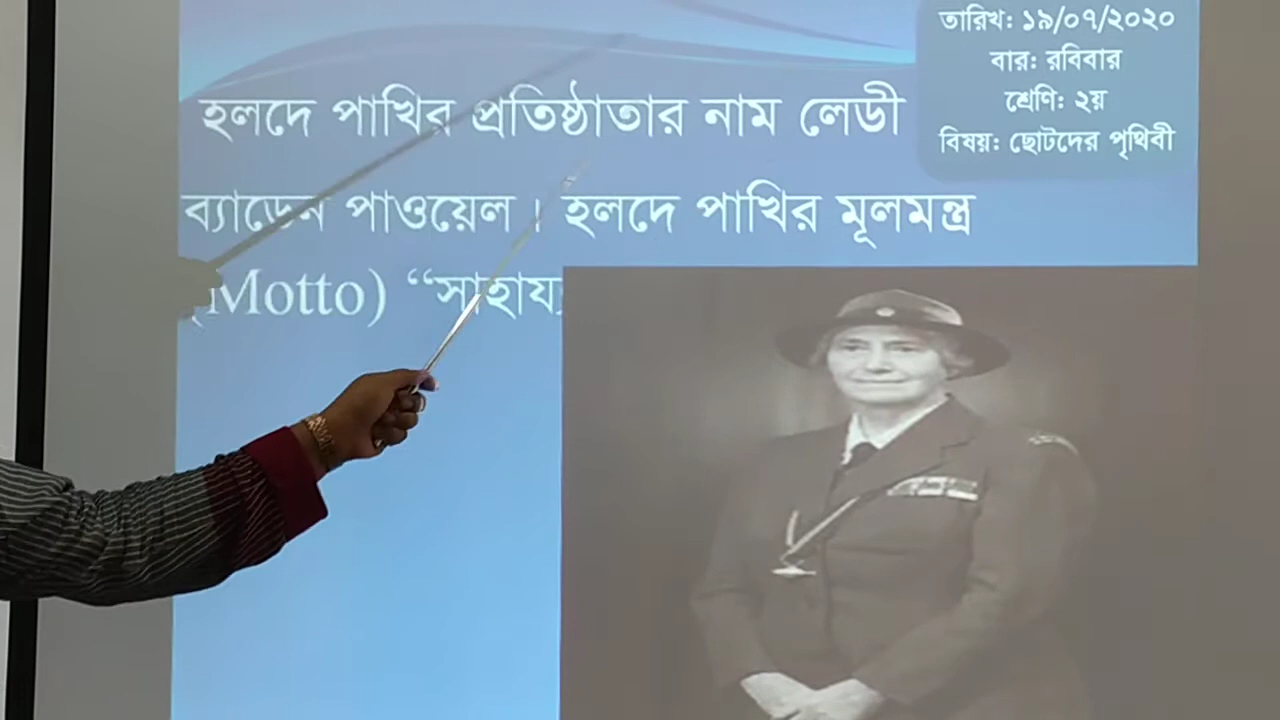 তারিখ: ১৯/০৭/২০২০
বার: রবিবার
শ্রেণি: ২য়
বিষয়: ছোটদের পৃথিবী
হলদে পাখির প্রতিষ্ঠাতার নাম লেডী
ব্যাডেন পাওয়েল । হলদে পাখির মূলমন্ত্র
(Motto) “সাহায্য